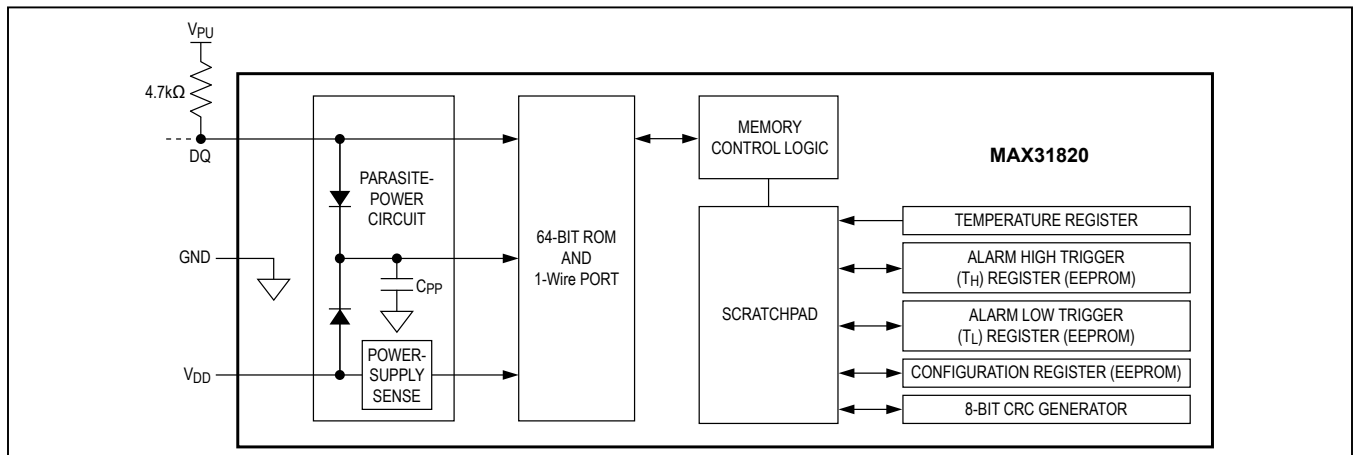 VPU
4.7kΩ
DQ
GND
VDD
PARASITE-
POWER
CIRCUIT
CPP
POWER-
SUPPLY
SENSE
64-BIT ROM
AND
1-Wire PORT
MEMORY
CONTROL LOGIC
SCRATCHPAD
MAX31820
TEMPERATURE REGISTER
ALARM HIGH TRIGGER
(TH) REGISTER (EEPROM)
ALARM LOW TRIGGER
(TL) REGISTER (EEPROM)
CONFIGURATION REGISTER (EEPROM)
8-BIT CRC GENERATOR